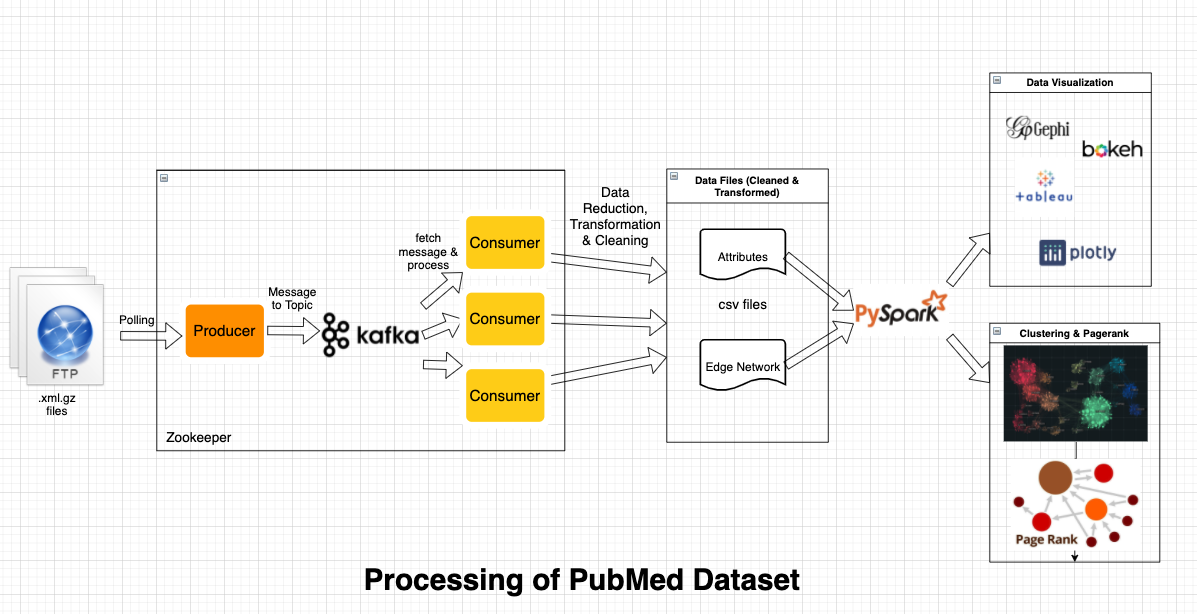 FTP
.xml.gz
files
Polling
Producer
Message
to Topic
kafka
fetch
message &
process
Consumer
Consumer
Consumer
Zookeeper
Data
Reduction,
Transformation
& Cleaning
Data Files (Cleaned &
Transformed)
Attributes
csv files
Edge Network
PySpark
Data Visualization
Gephi
bokeh
+ableau
plotly
Clustering & Pagerank
Page Rank
Processing of PubMed Dataset